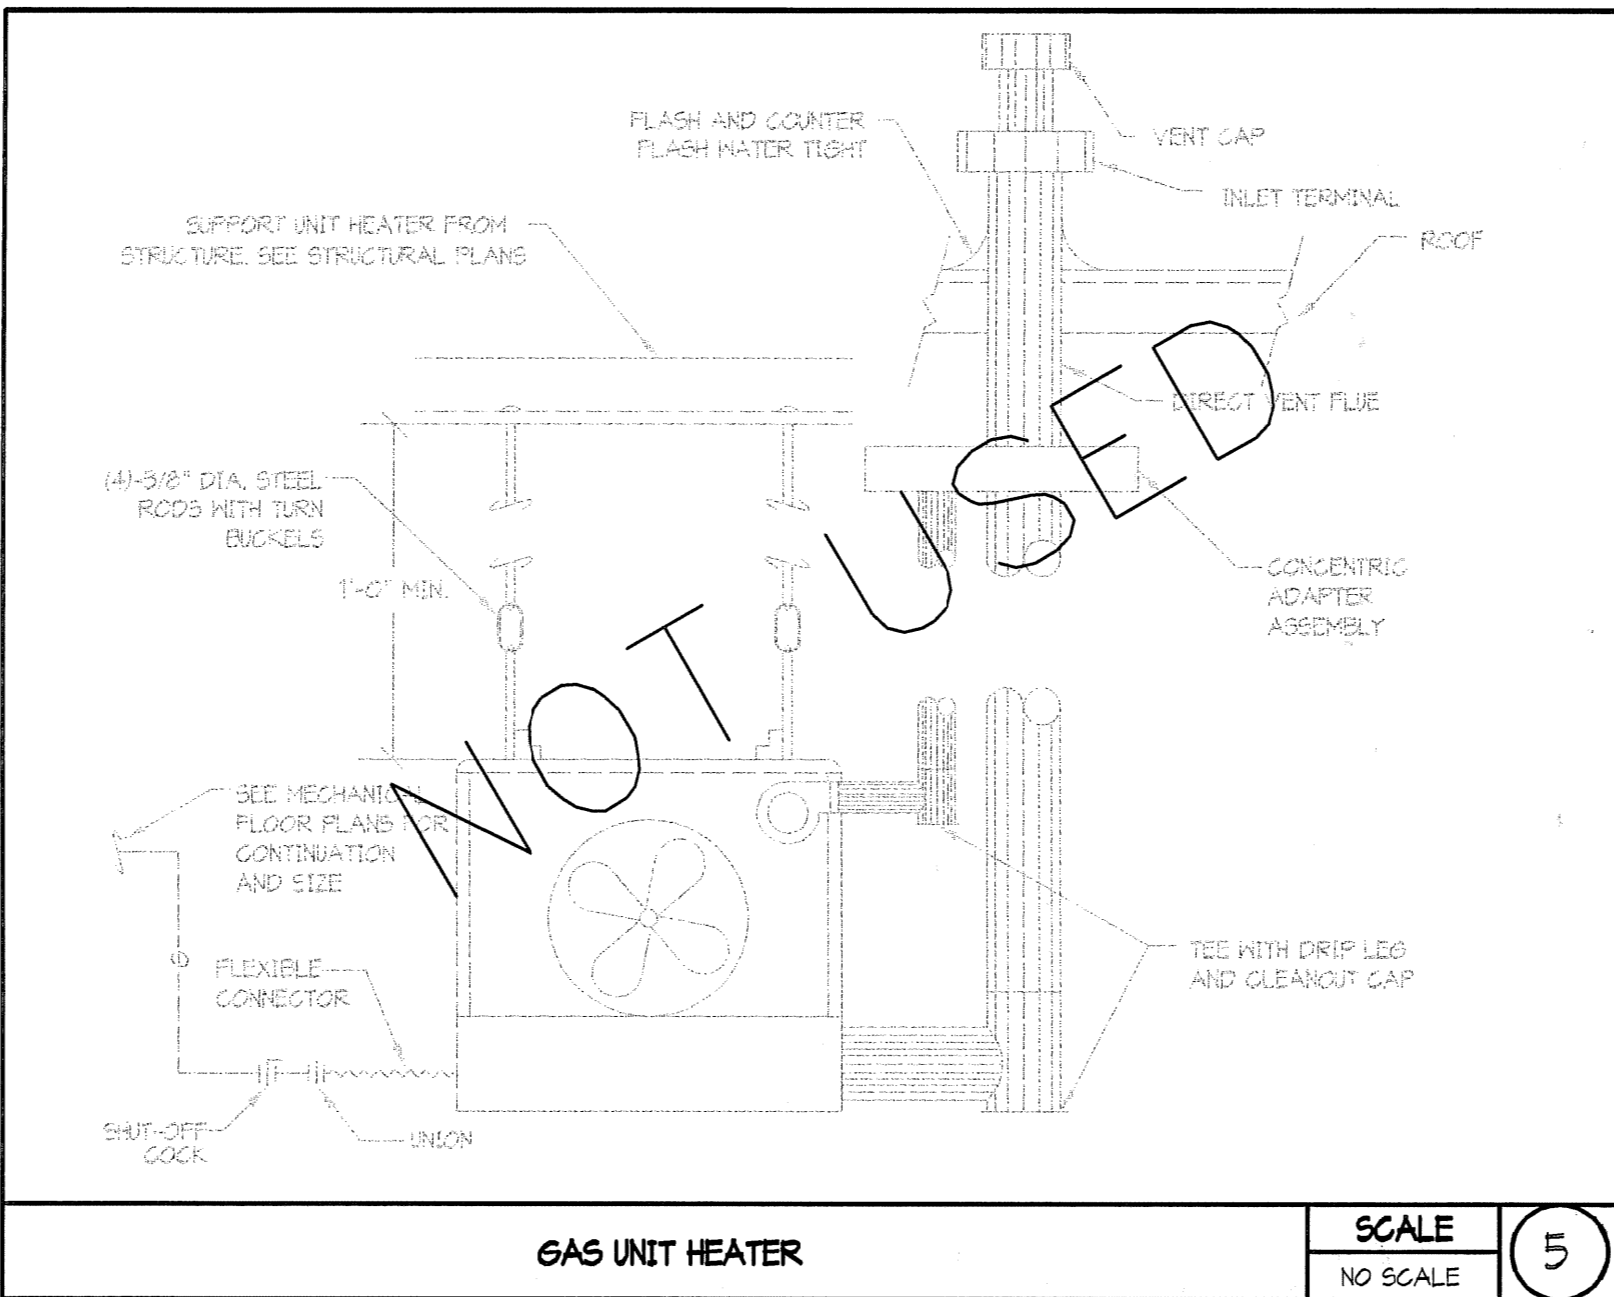 FLASH AND COUNTER
FLASH WATER TIGHT
VENT CAP
INLET TERMINAL
ROOF
SUPPORT UNIT HEATER FROM
STRUCTURE. SEE STRUCTURAL PLANS
DIRECT VENT FLUE
(4)-3/8" DIA. STEEL
RODS WITH TURN
BUCKELS
1'-0" MIN.
CONCENTRIC
ADAPTER
ASSEMBLY
NOT USED
SEE MECHANICAL
FLOOR PLANS FOR
CONTINUATION
AND SIZE
FLEXIBLE
CONNECTOR
TEE WITH DRIP LEG
AND CLEANOUT CAP
SHUT-OFF
COCK
UNION
GAS UNIT HEATER
SCALE
NO SCALE
5